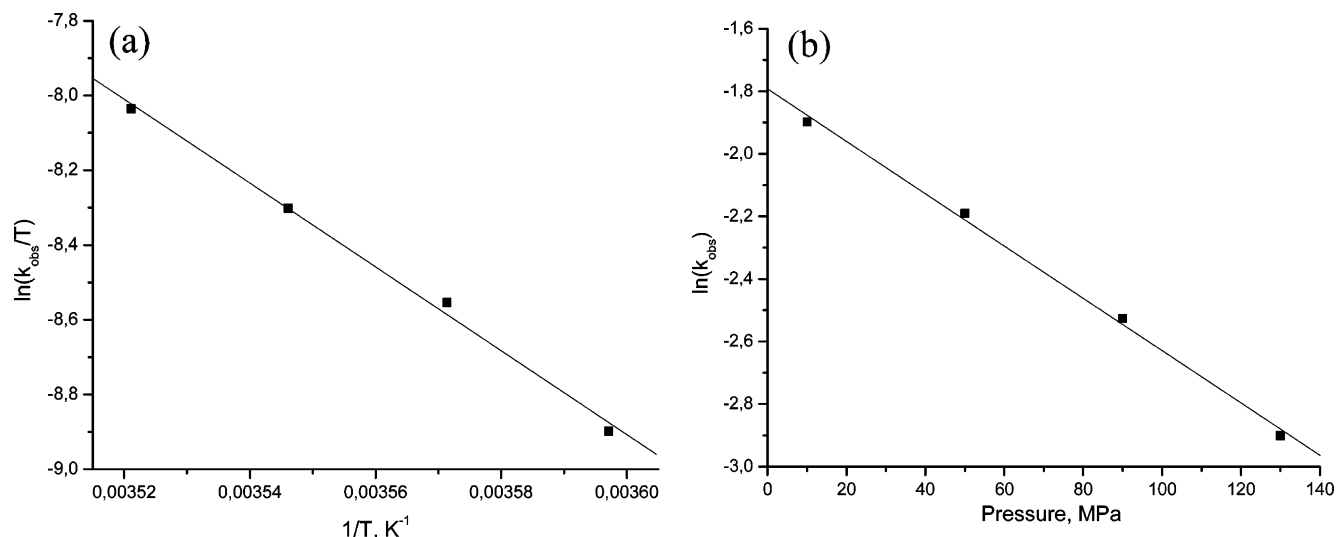 (a)
-7,8
-8,0
-8,2
-8,4
-8,6
-8,8
-9,0
ln(k_obs/T)
0,00352 0,00354 0,00356 0,00358 0,00360
1/T, K^-1
(b)
-1,6
-1,8
-2,0
-2,2
-2,4
-2,6
-2,8
-3,0
ln(k_obs)
0 20 40 60 80 100 120 140
Pressure, MPa